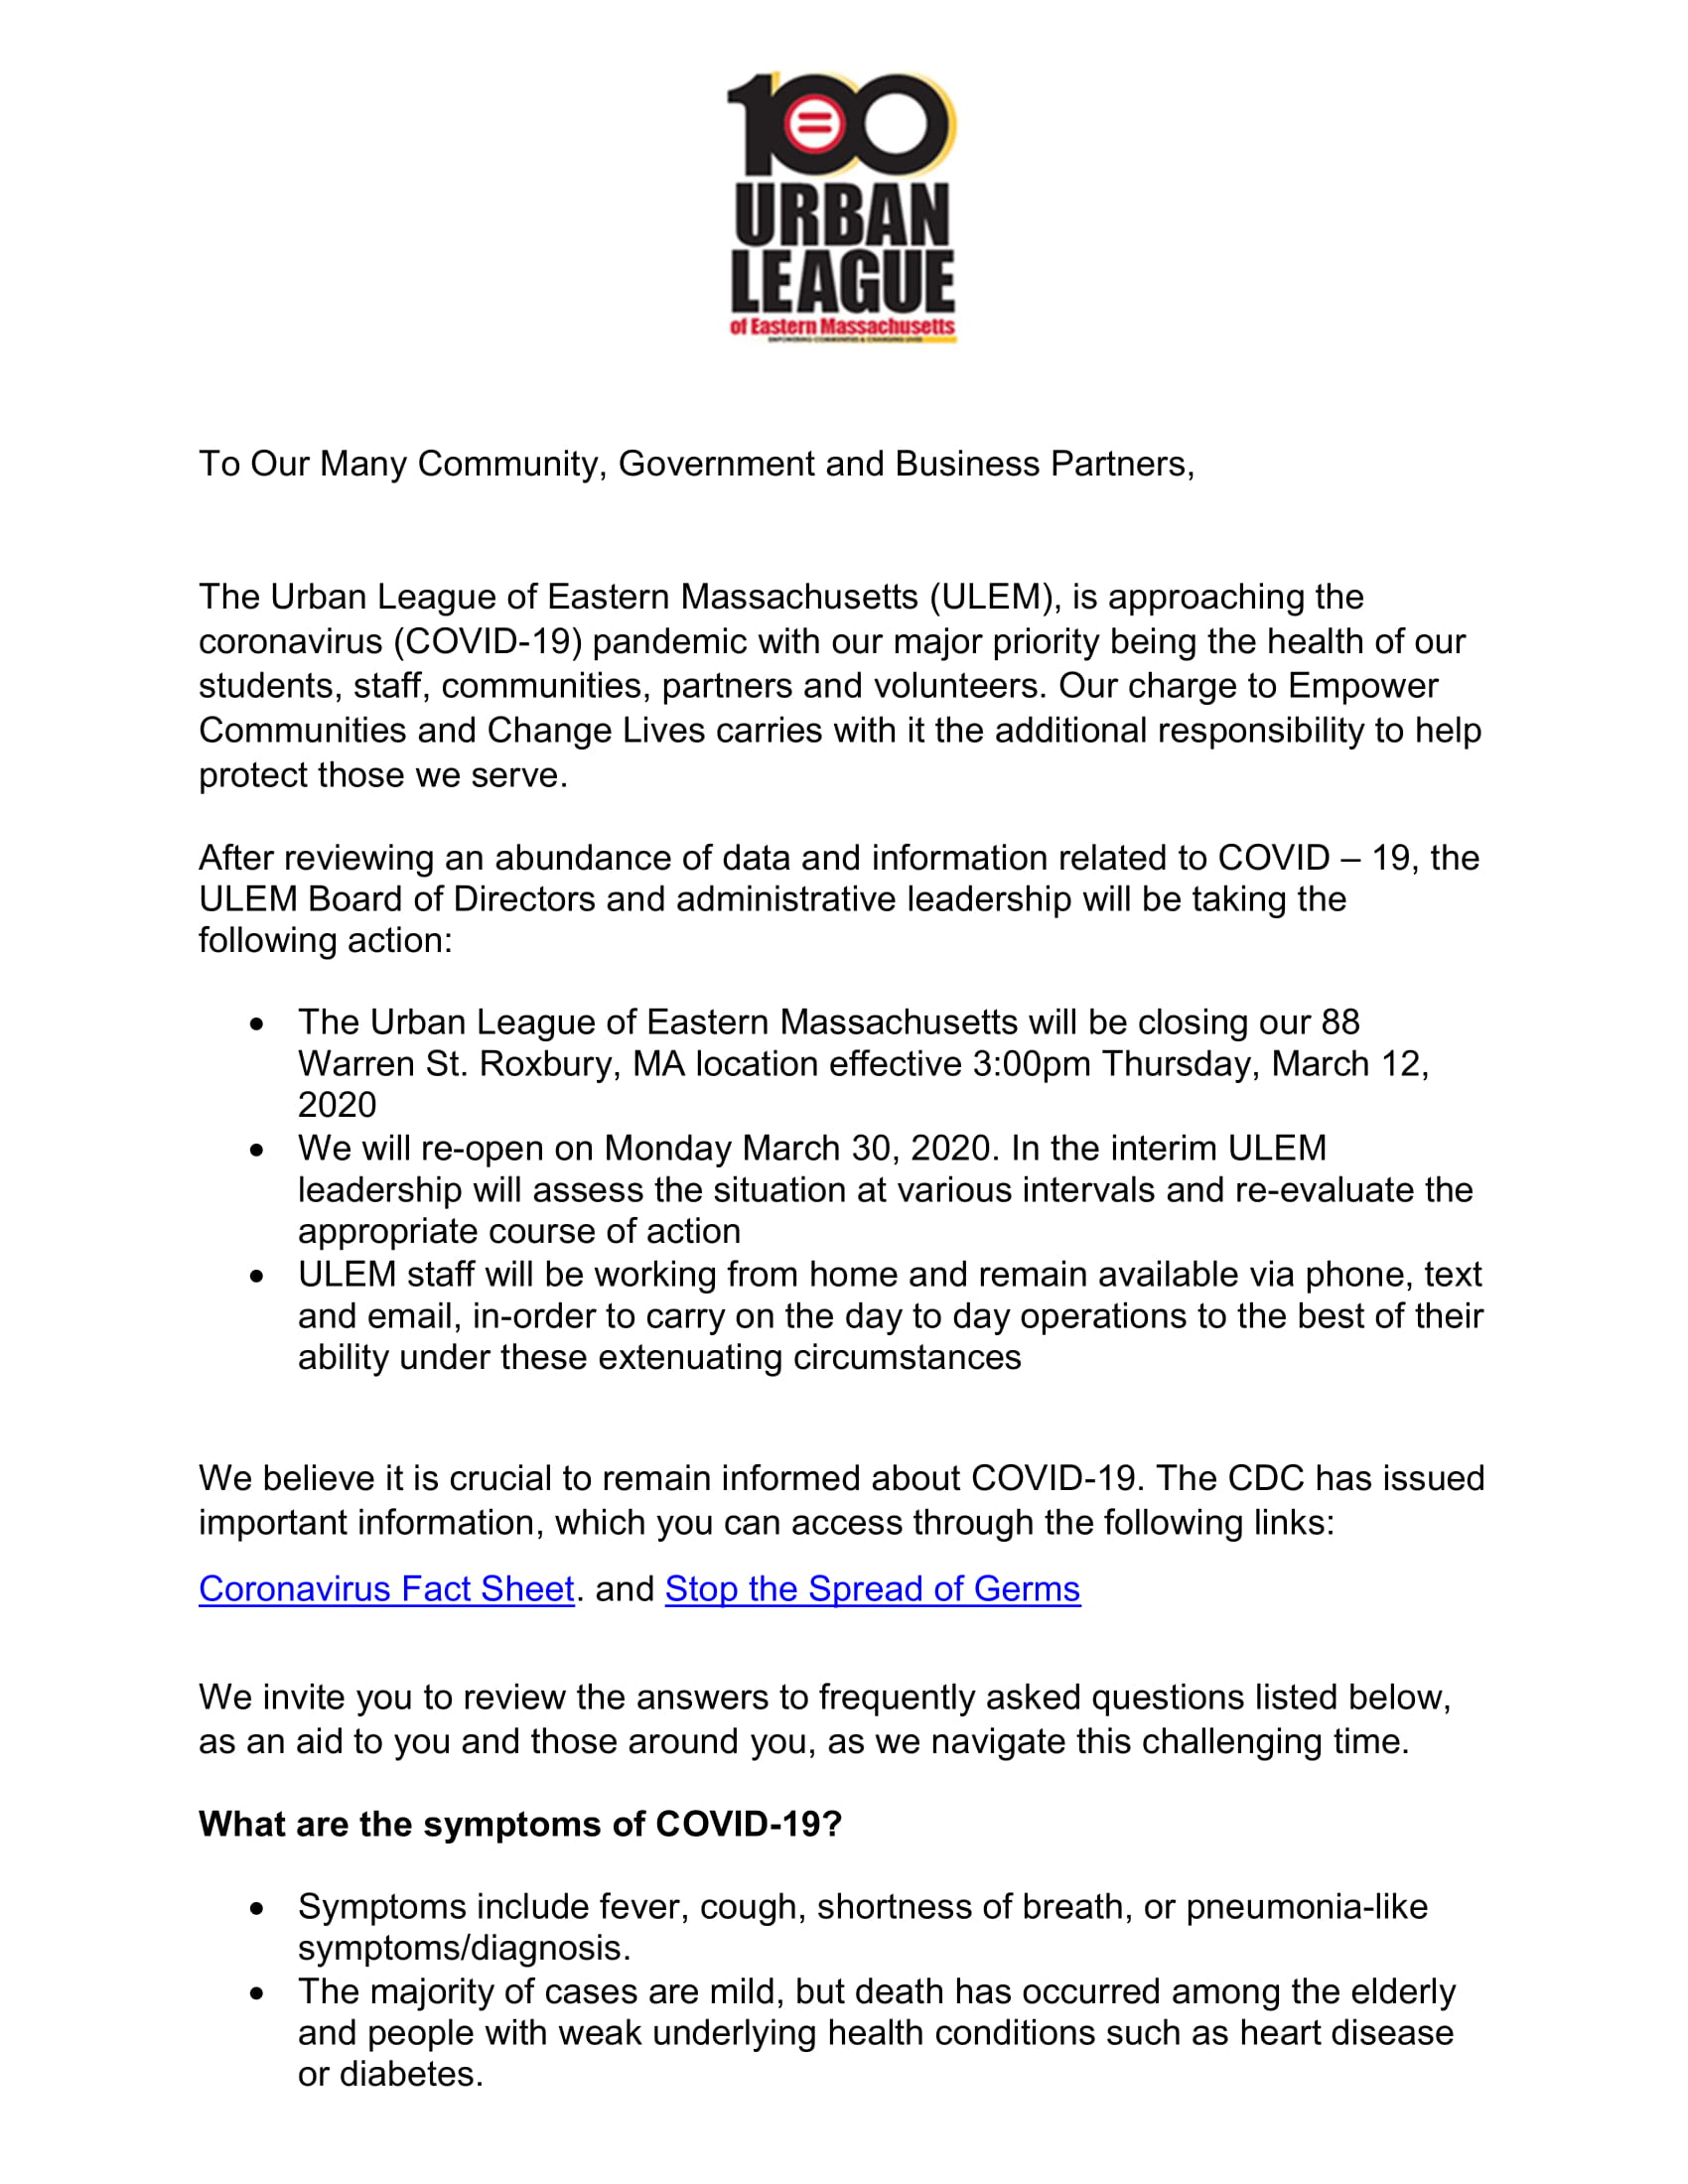 100
URBAN
LEAGUE
of Eastern Massachusetts
EMPOWERING COMMUNITIES & CHANGING LIVES
To Our Many Community, Government and Business Partners,
The Urban League of Eastern Massachusetts (ULEM), is approaching the
coronavirus (COVID-19) pandemic with our major priority being the health of our
students, staff, communities, partners and volunteers. Our charge to Empower
Communities and Change Lives carries with it the additional responsibility to help
protect those we serve.
After reviewing an abundance of data and information related to COVID – 19, the
ULEM Board of Directors and administrative leadership will be taking the
following action:
• The Urban League of Eastern Massachusetts will be closing our 88
Warren St. Roxbury, MA location effective 3:00pm Thursday, March 12,
2020
• We will re-open on Monday March 30, 2020. In the interim ULEM
leadership will assess the situation at various intervals and re-evaluate the
appropriate course of action
• ULEM staff will be working from home and remain available via phone, text
and email, in-order to carry on the day to day operations to the best of their
ability under these extenuating circumstances
We believe it is crucial to remain informed about COVID-19. The CDC has issued
important information, which you can access through the following links:
Coronavirus Fact Sheet. and Stop the Spread of Germs
We invite you to review the answers to frequently asked questions listed below,
as an aid to you and those around you, as we navigate this challenging time.
What are the symptoms of COVID-19?
• Symptoms include fever, cough, shortness of breath, or pneumonia-like
symptoms/diagnosis.
• The majority of cases are mild, but death has occurred among the elderly
and people with weak underlying health conditions such as heart disease
or diabetes.